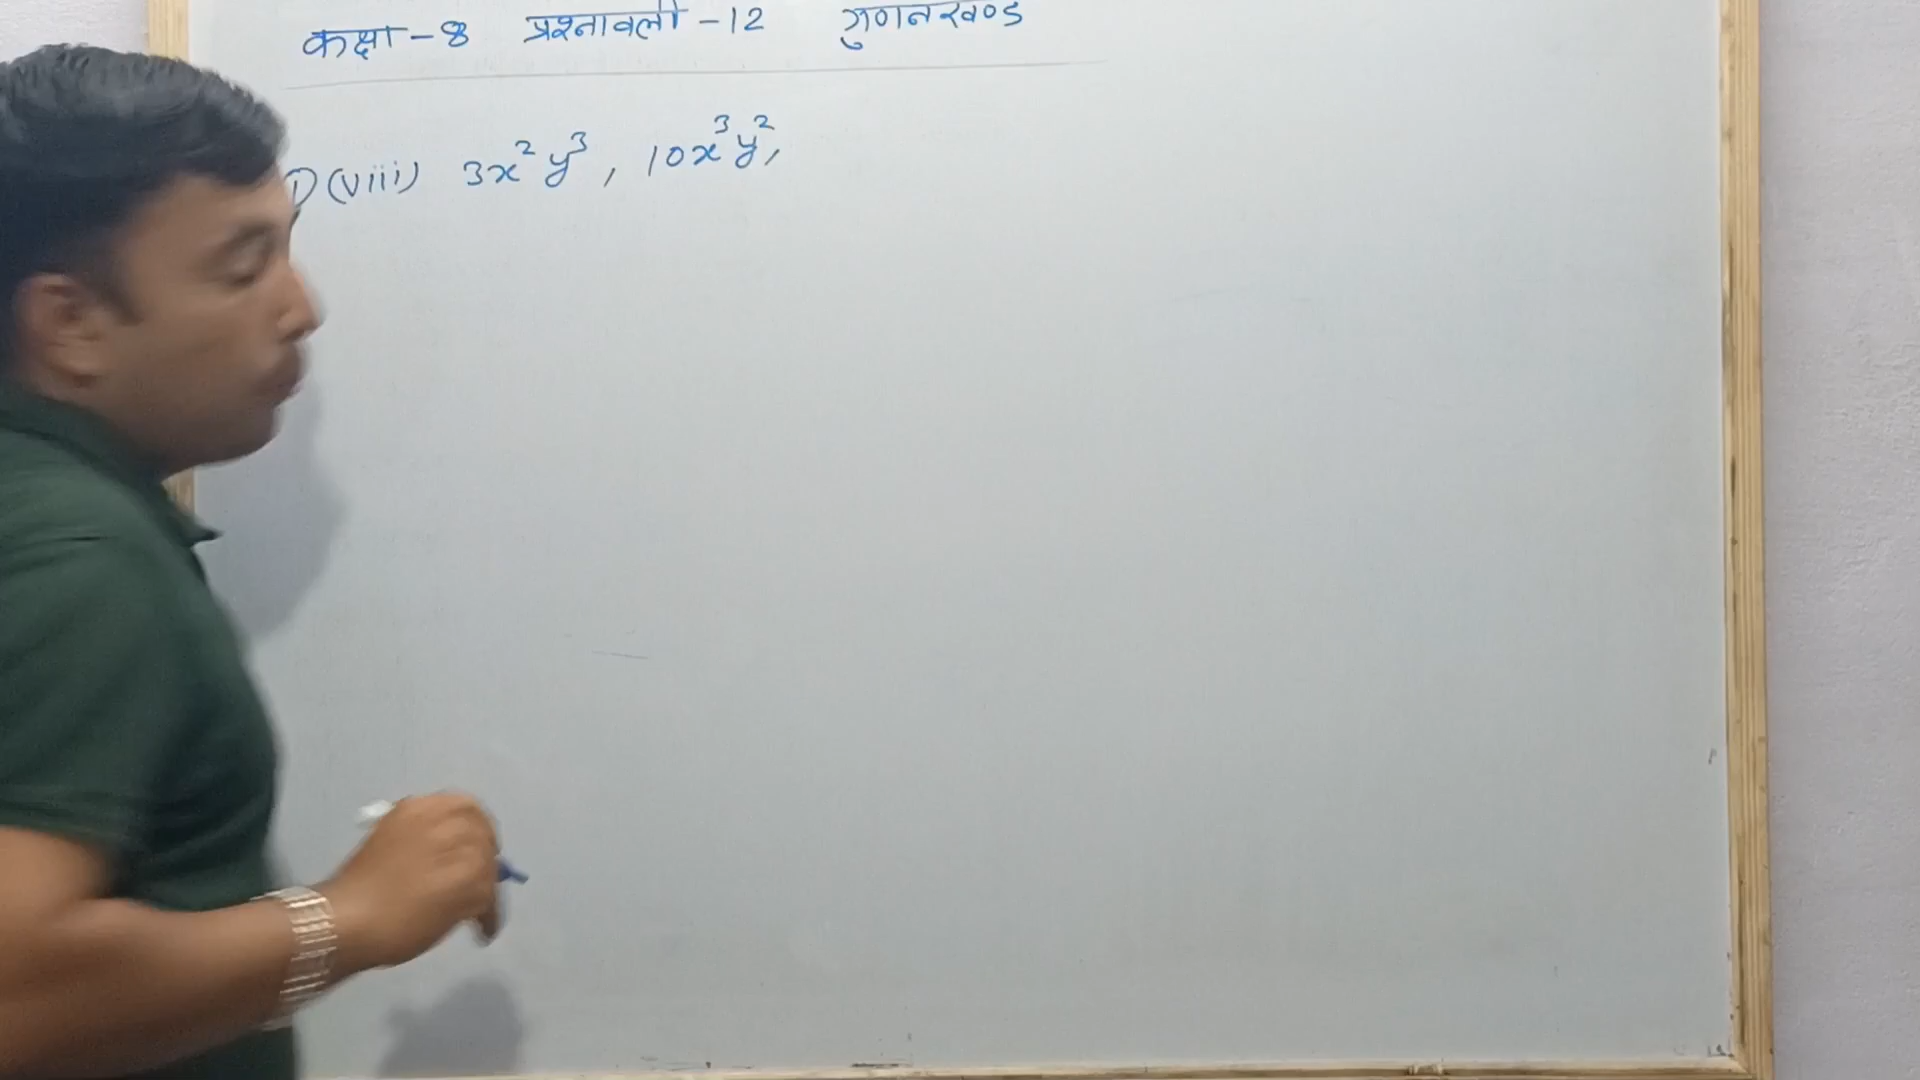 कक्षा - 8 प्रश्नावली - 12 गुणनखण्ड
1) (viii) 3x²y³, 10x³y²,